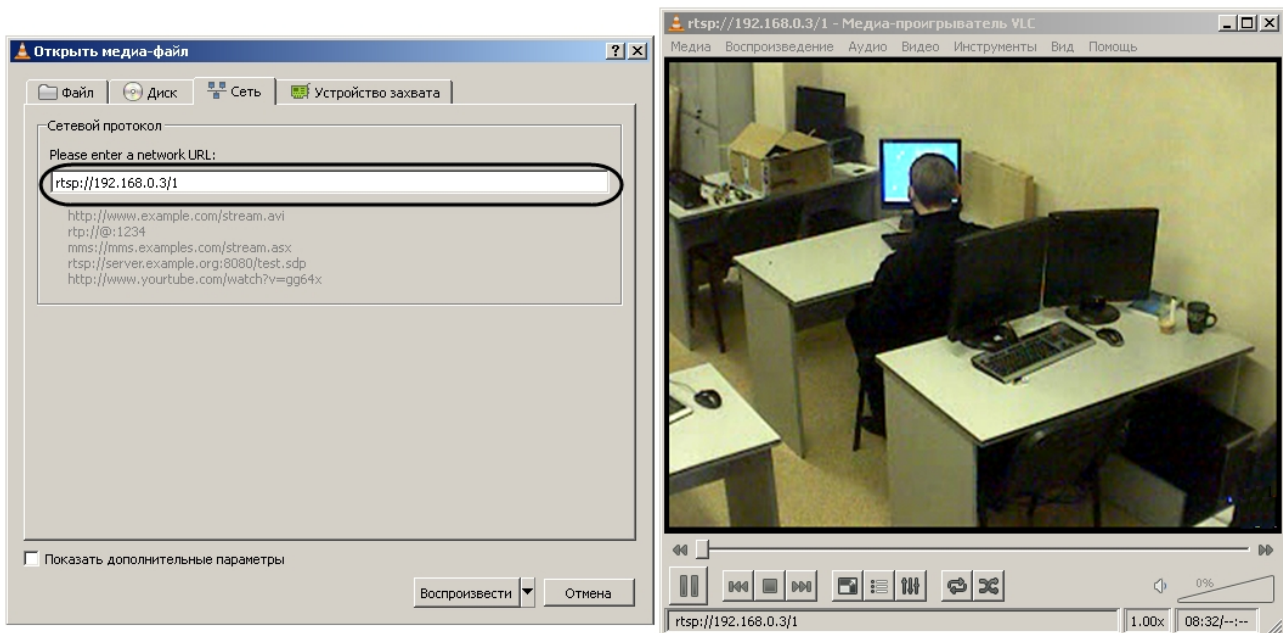 Открыть медиа-файл
Файл
Диск
Сеть
Устройство захвата
Сетевой протокол
Please enter a network URL:
rtsp://192.168.0.3/1
http://www.example.com/stream.avi
rtp://@:1234
mms://mms.examples.com/stream.asx
rtsp://server.example.org:8080/test.sdp
http://www.yourtube.com/watch?v=gg64x
Показать дополнительные параметры
Воспроизвести
Отмена
rtsp://192.168.0.3/1 - Медиа-проигрыватель VLC
Медиа Воспроизведение Аудио Видео Инструменты Вид Помощь
0%
rtsp://192.168.0.3/1
1.00x
08:32/--:--